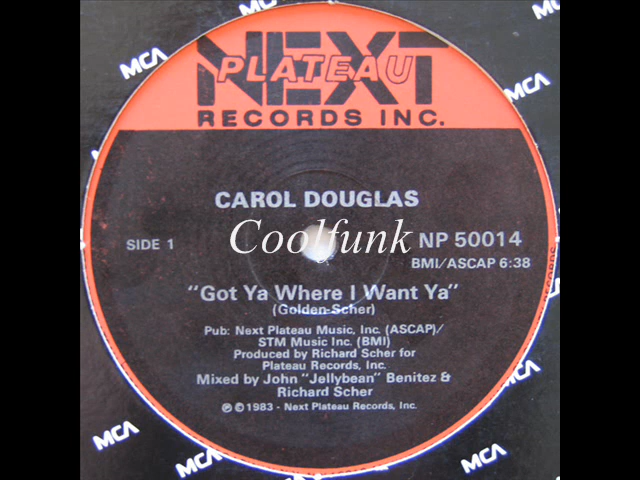 NEXT
PLATEAU
RECORDS INC.
CAROL DOUGLAS
SIDE 1
Coolfunk
NP 50014
BMI/ASCAP 6:38
"Got Ya Where I Want Ya"
(Golden-Scher)
Pub: Next Plateau Music, Inc. (ASCAP)/
STM Music Inc. (BMI)
Produced by Richard Scher for
Plateau Records, Inc.
Mixed by John "Jellybean" Benitez &
Richard Scher
℗ © 1983 - Next Plateau Records, Inc.
MCA
MCA
MCA
MCA
MCA
MCA